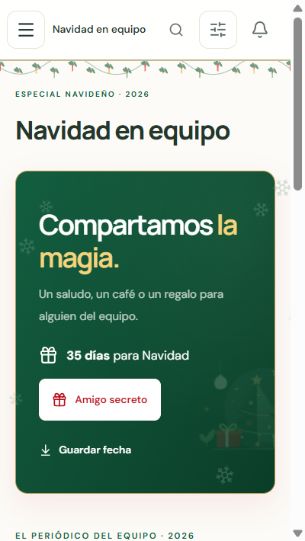 Navidad en equipo
ESPECIAL NAVIDEÑO · 2026
Navidad en equipo
Compartamos la
magia.
Un saludo, un café o un regalo para
alguien del equipo.
35 días para Navidad
Amigo secreto
Guardar fecha
EL PERIÓDICO DEL EQUIPO · 2026